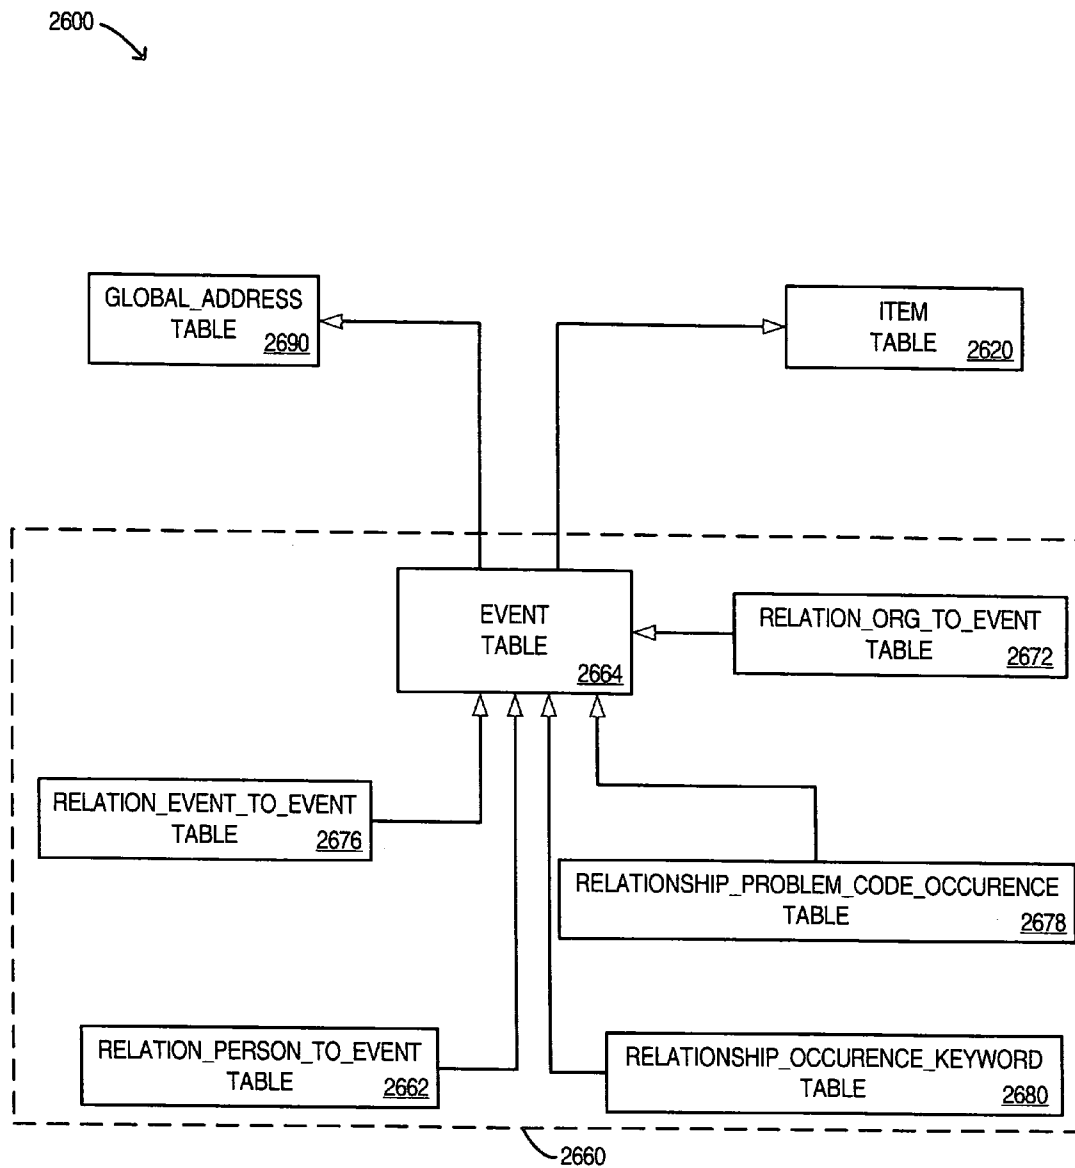 2600
GLOBAL_ADDRESS
TABLE
2690
ITEM
TABLE
2620
EVENT
TABLE
2664
RELATION_ORG_TO_EVENT
TABLE
2672
RELATION_EVENT_TO_EVENT
TABLE
2676
RELATIONSHIP_PROBLEM_CODE_OCCURENCE
TABLE
2678
RELATION_PERSON_TO_EVENT
TABLE
2662
RELATIONSHIP_OCCURENCE_KEYWORD
TABLE
2680
2660